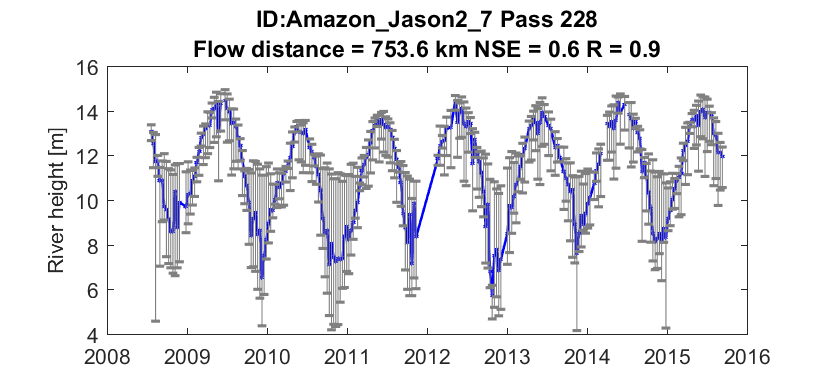 ID:Amazon_Jason2_7 Pass 228
Flow distance = 753.6 km NSE = 0.6 R = 0.9
16
14
12
10
8
6
4
River height [m]
2008 2009 2010 2011 2012 2013 2014 2015 2016